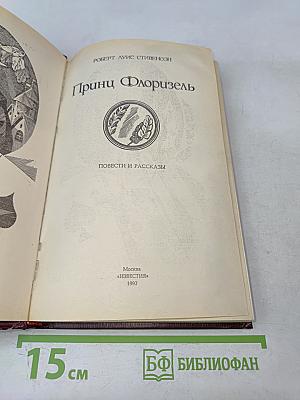 РОБЕРТ ЛУИС СТИВЕНСОН
Принц Флоризель
ПОВЕСТИ И РАССКАЗЫ
Москва
«ИЗВЕСТИЯ»
1992
15 см
БФ БИБЛИОФАН